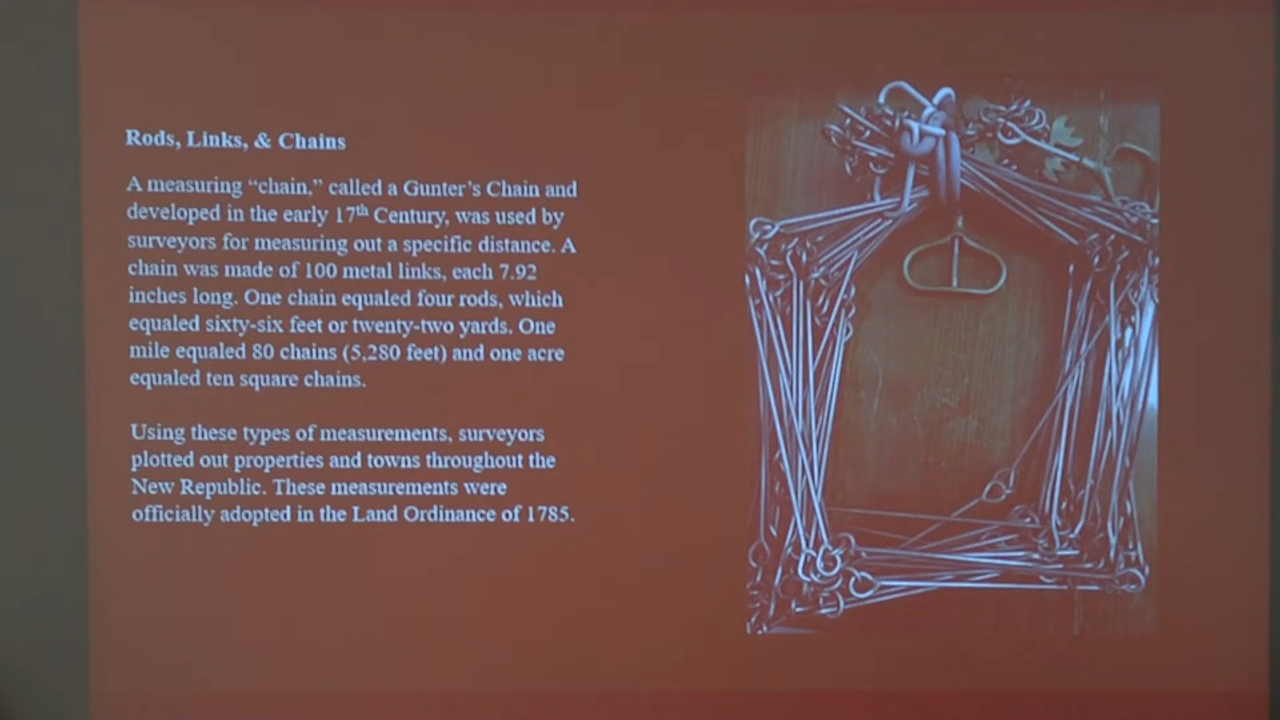 Rods, Links, & Chains
A measuring “chain,” called a Gunter’s Chain and
developed in the early 17th Century, was used by
surveyors for measuring out a specific distance. A
chain was made of 100 metal links, each 7.92
inches long. One chain equaled four rods, which
equaled sixty-six feet or twenty-two yards. One
mile equaled 80 chains (5,280 feet) and one acre
equaled ten square chains.
Using these types of measurements, surveyors
plotted out properties and towns throughout the
New Republic. These measurements were
officially adopted in the Land Ordinance of 1785.